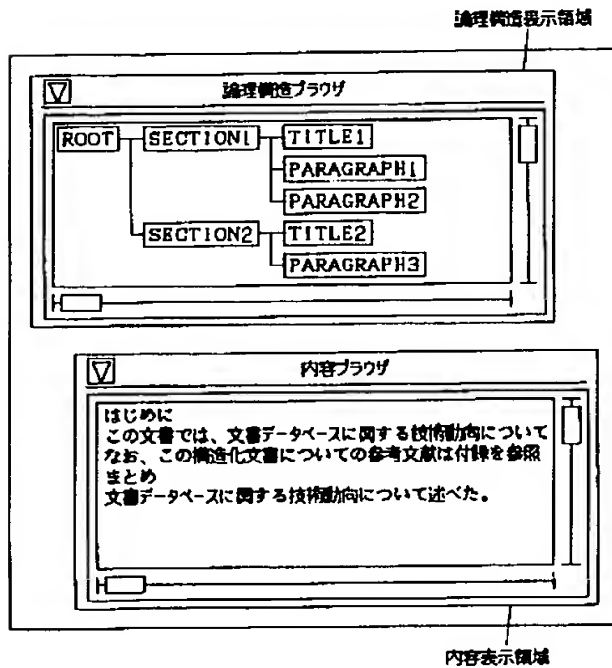 論理構造表示領域
論理構造ブラウザ
ROOT
SECTION1
TITLE1
PARAGRAPH1
PARAGRAPH2
SECTION2
TITLE2
PARAGRAPH3
内容ブラウザ
はじめに
この文書では、文書データベースに関する技術動向について
なお、この構造化文書についての参考文献は付録を参照
まとめ
文書データベースに関する技術動向について述べた。
内容表示領域